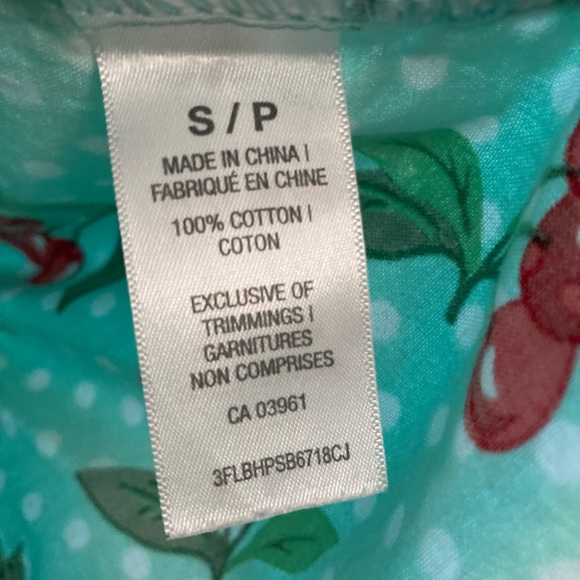 S / P
MADE IN CHINA |
FABRIQUÉ EN CHINE
100% COTTON |
COTON
EXCLUSIVE OF
TRIMMINGS |
GARNITURES
NON COMPRISES
CA 03961
3FLBHPSB6718CJ